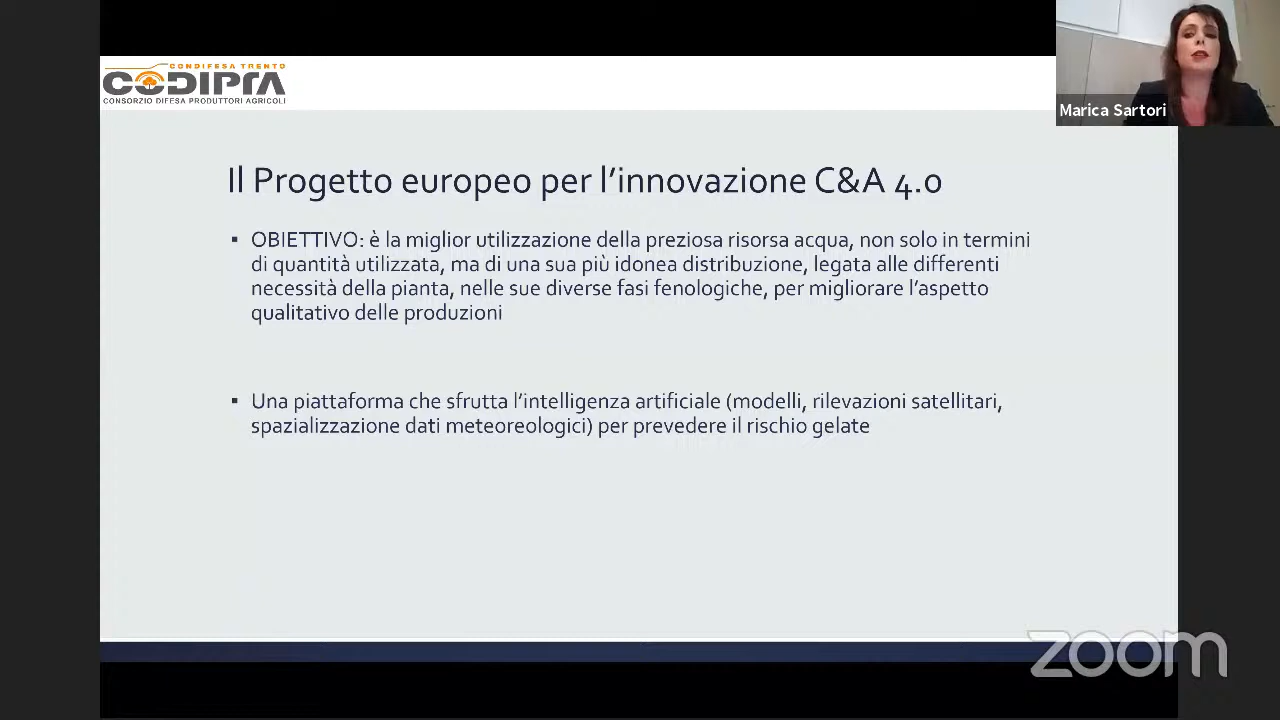 CONDIFESA TRENTO
CODIPRA
CONSORZIO DIFESA PRODUTTORI AGRICOLI
Marica Sartori
Il Progetto europeo per l’innovazione C&A 4.0
▪ OBIETTIVO: è la miglior utilizzazione della preziosa risorsa acqua, non solo in termini
di quantità utilizzata, ma di una sua più idonea distribuzione, legata alle differenti
necessità della pianta, nelle sue diverse fasi fenologiche, per migliorare l’aspetto
qualitativo delle produzioni
▪ Una piattaforma che sfrutta l’intelligenza artificiale (modelli, rilevazioni satellitari,
spazializzazione dati meteoreologici) per prevedere il rischio gelate
zoom